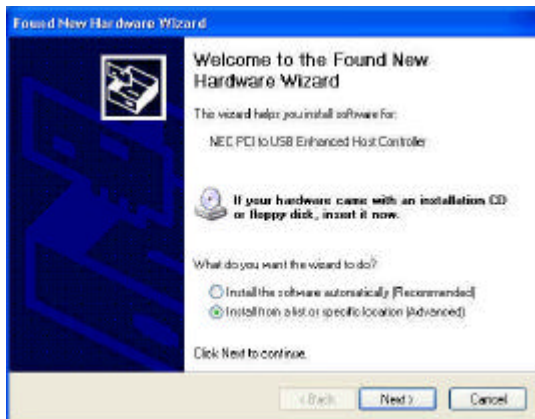 Found New Hardware Wizard
Welcome to the Found New
Hardware Wizard
This wizard helps you install software for:
NEC PCI to USB Enhanced Host Controller
If your hardware came with an installation CD
or floppy disk, insert it now.
What do you want the wizard to do?
Install the software automatically (Recommended)
Install from a list or specific location (Advanced)
Click Next to continue.
< Back
Next >
Cancel